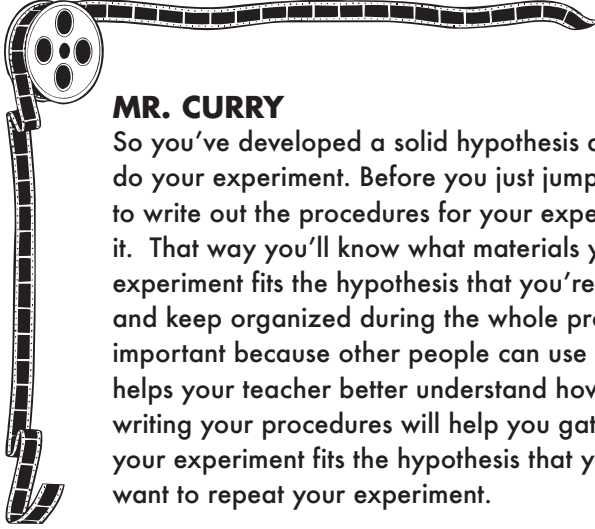 MR. CURRY
So you've developed a solid hypothesis
do your experiment. Before you just jump
to write out the procedures for your expe
it.  That way you'll know what materials y
experiment fits the hypothesis that you're
and keep organized during the whole pro
important because other people can use
helps your teacher better understand how
writing your procedures will help you gat
your experiment fits the hypothesis that y
want to repeat your experiment.